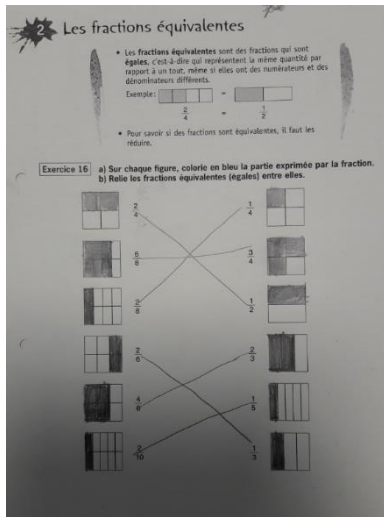 2 Les fractions équivalentes
• Les fractions équivalentes sont des fractions qui sont
égales, c'est-à-dire qui représentent la même quantité par
rapport à un tout, même si elles ont des numérateurs et des
dénominateurs différents.
Exemple: =
2/4 = 1/2
• Pour savoir si des fractions sont équivalentes, il faut les
réduire.
Exercice 16 a) Sur chaque figure, colorie en bleu la partie exprimée par la fraction.
b) Relie les fractions équivalentes (égales) entre elles.
2/4 1/4
6/8 3/4
2/8 1/2
2/6 2/3
4/6 1/5
2/10 1/3